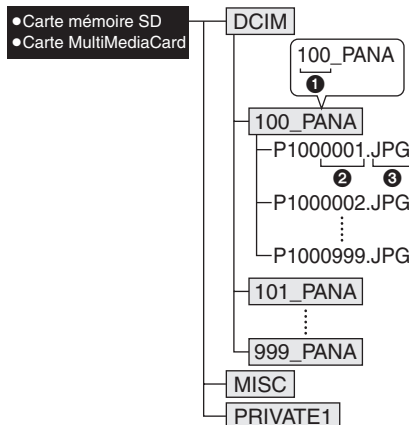 ●Carte mémoire SD
●Carte MultiMediaCard
DCIM
100_PANA
❶
100_PANA
P1000001.JPG
❷ ❸
P1000002.JPG
P1000999.JPG
101_PANA
999_PANA
MISC
PRIVATE1